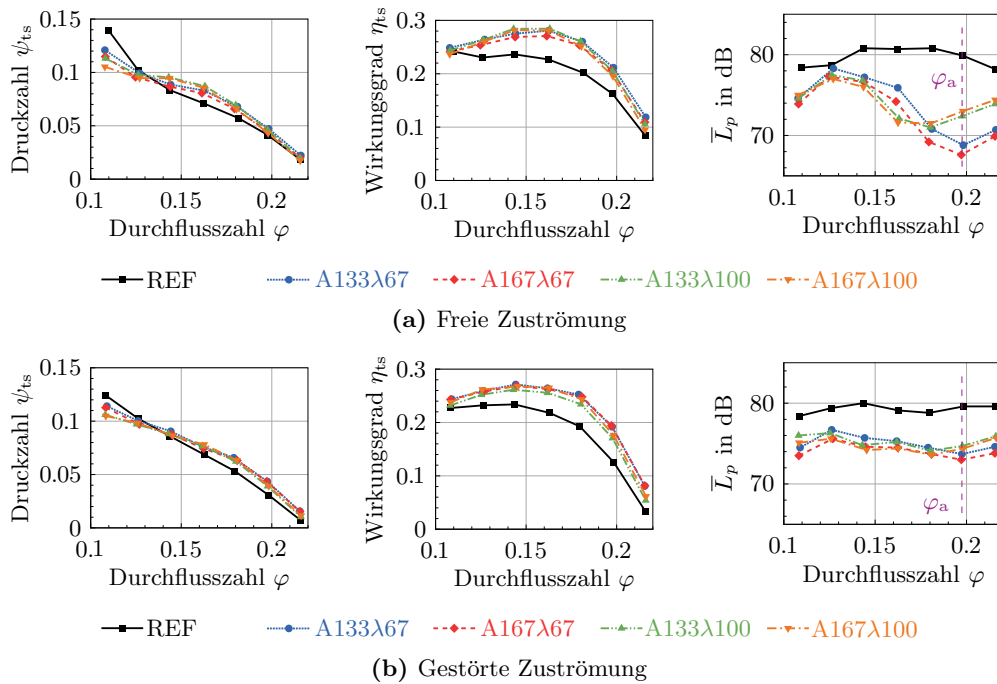 0.15
0.1
0.05
0
Druckzahl ψts
0.1 0.15 0.2
Durchflusszahl φ
0.3
0.2
0.1
0
Wirkungsgrad ηts
0.1 0.15 0.2
Durchflusszahl φ
80
70
L̅p in dB
φa
0.1 0.15 0.2
Durchflusszahl φ
REF A133λ67 A167λ67 A133λ100 A167λ100
(a) Freie Zuströmung
0.15
0.1
0.05
0
Druckzahl ψts
0.1 0.15 0.2
Durchflusszahl φ
0.3
0.2
0.1
0
Wirkungsgrad ηts
0.1 0.15 0.2
Durchflusszahl φ
80
70
L̅p in dB
φa
0.1 0.15 0.2
Durchflusszahl φ
REF A133λ67 A167λ67 A133λ100 A167λ100
(b) Gestörte Zuströmung